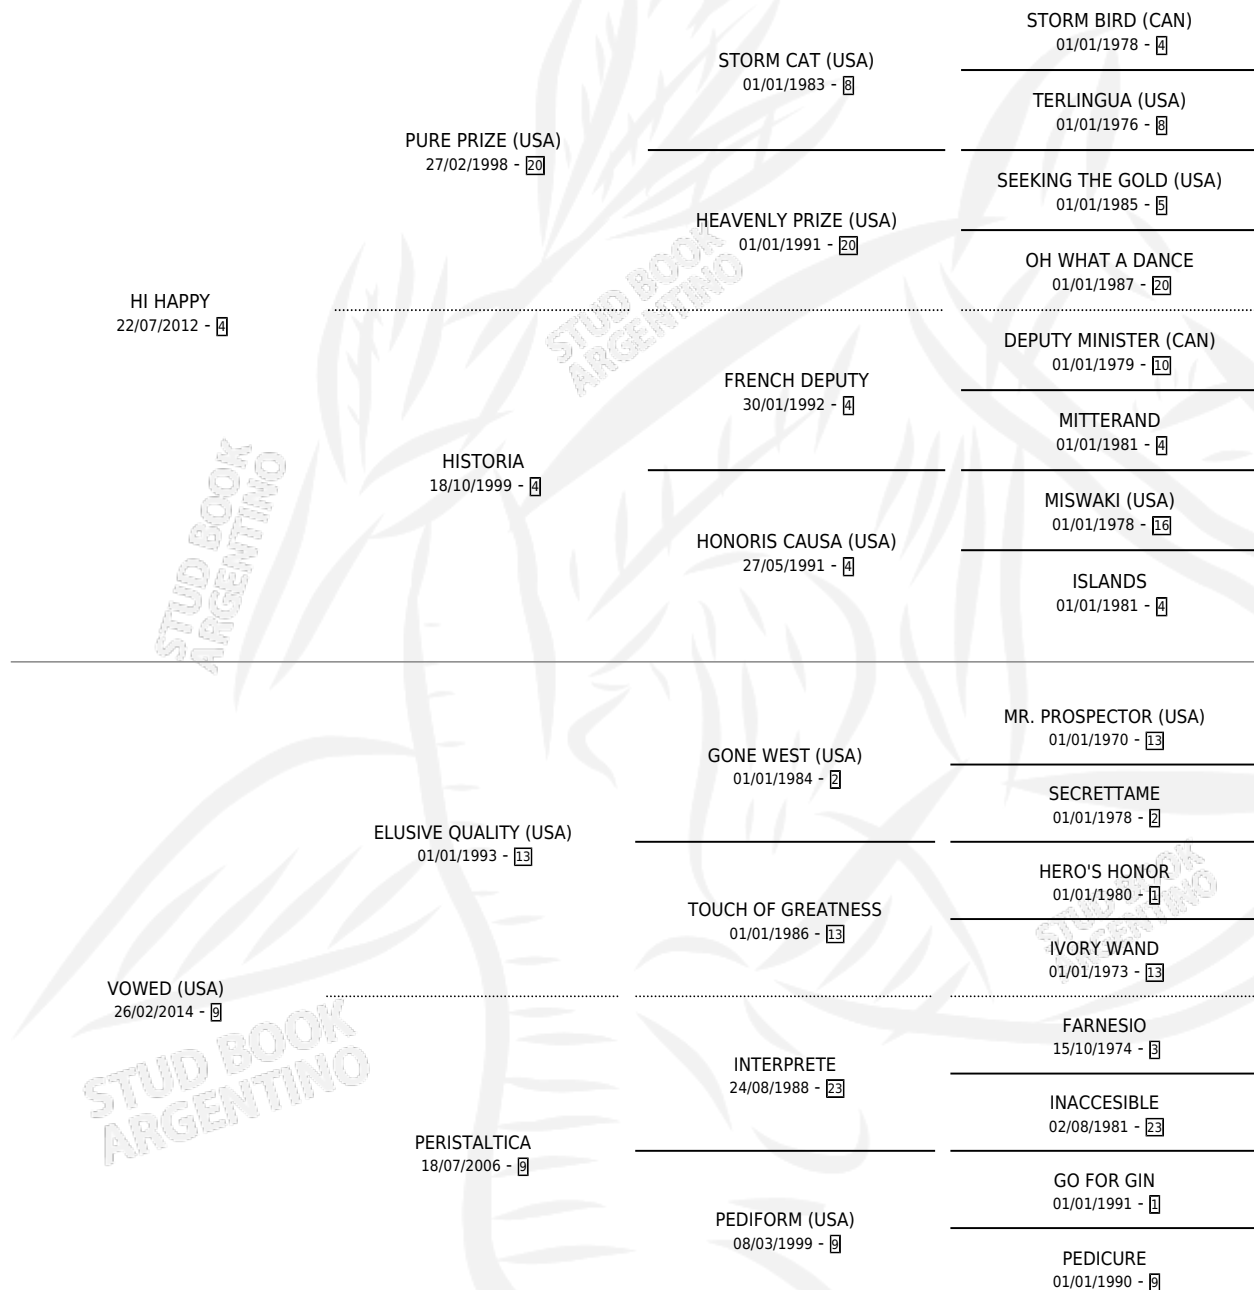 STORM BIRD (CAN)
01/01/1978 - 4
STORM CAT (USA)
01/01/1983 - 8
TERLINGUA (USA)
01/01/1976 - 8
PURE PRIZE (USA)
27/02/1998 - 20
SEEKING THE GOLD (USA)
01/01/1985 - 5
HEAVENLY PRIZE (USA)
01/01/1991 - 20
OH WHAT A DANCE
01/01/1987 - 20
HI HAPPY
22/07/2012 - 4
DEPUTY MINISTER (CAN)
01/01/1979 - 10
FRENCH DEPUTY
30/01/1992 - 4
MITTERAND
01/01/1981 - 4
HISTORIA
18/10/1999 - 4
MISWAKI (USA)
01/01/1978 - 16
HONORIS CAUSA (USA)
27/05/1991 - 4
ISLANDS
01/01/1981 - 4
MR. PROSPECTOR (USA)
01/01/1970 - 13
GONE WEST (USA)
01/01/1984 - 2
SECRETTAME
01/01/1978 - 2
ELUSIVE QUALITY (USA)
01/01/1993 - 13
HERO'S HONOR
01/01/1980 - 1
TOUCH OF GREATNESS
01/01/1986 - 13
IVORY WAND
01/01/1973 - 13
VOWED (USA)
26/02/2014 - 9
FARNESIO
15/10/1974 - 3
INTERPRETE
24/08/1988 - 23
INACCESIBLE
02/08/1981 - 23
PERISTALTICA
18/07/2006 - 9
GO FOR GIN
01/01/1991 - 1
PEDIFORM (USA)
08/03/1999 - 9
PEDICURE
01/01/1990 - 9
STUD BOOK
ARGENTINO
STUD BOOK
ARGENTINO
STUD BOOK
ARGENTINO
STUD BOOK
ARGENTINO